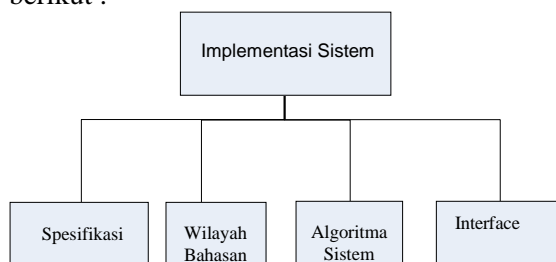 berikut :
Implementasi Sistem
Spesifikasi
Wilayah
Bahasan
Algoritma
Sistem
Interface